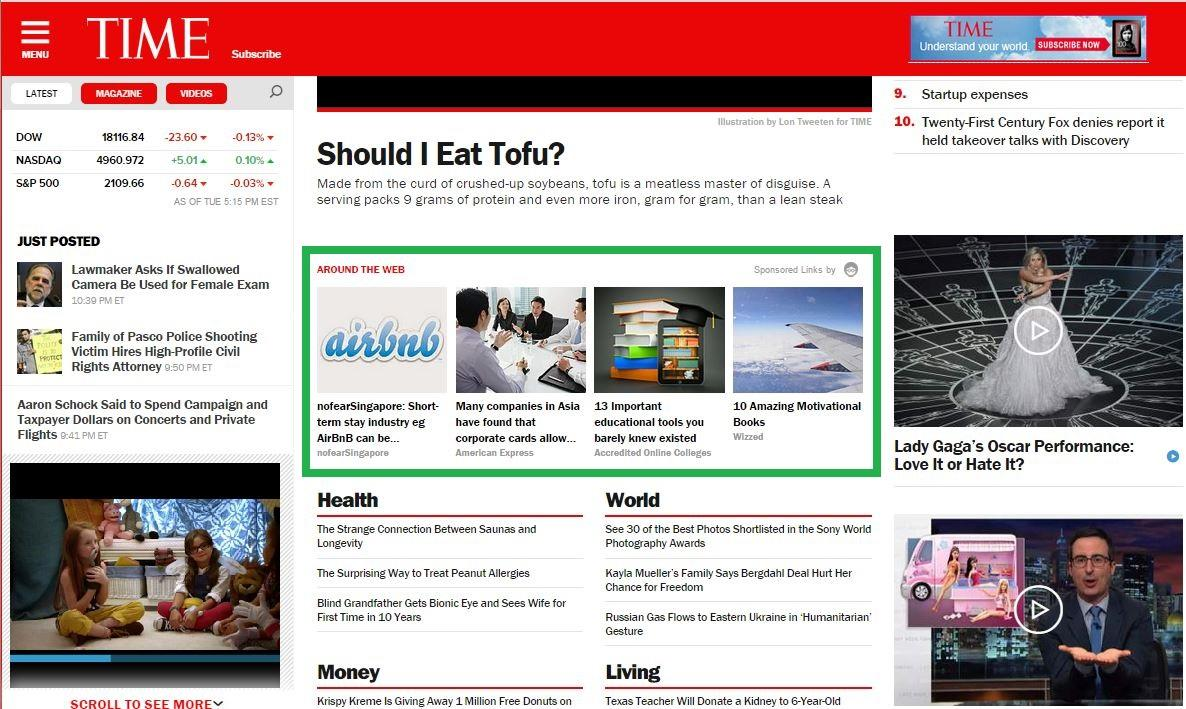 MENU
TIME
Subscribe
TIME
Understand your world.
SUBSCRIBE NOW
LATEST
MAGAZINE
VIDEOS
DOW 18116.84 -23.60 -0.13%
NASDAQ 4960.972 +5.01 0.10%
S&P 500 2109.66 -0.64 -0.03%
AS OF TUE 5:15 PM EST
JUST POSTED
Lawmaker Asks If Swallowed
Camera Be Used for Female Exam
10:39 PM ET
Family of Pasco Police Shooting
Victim Hires High-Profile Civil
Rights Attorney 9:50 PM ET
Aaron Schock Said to Spend Campaign and
Taxpayer Dollars on Concerts and Private
Flights 9:41 PM ET
SCROLL TO SEE MORE
Illustration by Lon Tweeten for TIME
Should I Eat Tofu?
Made from the curd of crushed-up soybeans, tofu is a meatless master of disguise. A
serving packs 9 grams of protein and even more iron, gram for gram, than a lean steak
AROUND THE WEB
Sponsored Links by
airbnb
nofearSingapore: Short-
term stay industry eg
AirBnB can be...
nofearSingapore
Many companies in Asia
have found that
corporate cards allow...
American Express
13 Important
educational tools you
barely knew existed
Accredited Online Colleges
10 Amazing Motivational
Books
Wizzed
Health
The Strange Connection Between Saunas and
Longevity
The Surprising Way to Treat Peanut Allergies
Blind Grandfather Gets Bionic Eye and Sees Wife for
First Time in 10 Years
World
See 30 of the Best Photos Shortlisted in the Sony World
Photography Awards
Kayla Mueller's Family Says Bergdahl Deal Hurt Her
Chance for Freedom
Russian Gas Flows to Eastern Ukraine in 'Humanitarian'
Gesture
Money
Krispy Kreme Is Giving Away 1 Million Free Donuts on
Living
Texas Teacher Will Donate a Kidney to 6-Year-Old
9. Startup expenses
10. Twenty-First Century Fox denies report it
held takeover talks with Discovery
Lady Gaga's Oscar Performance:
Love It or Hate It?